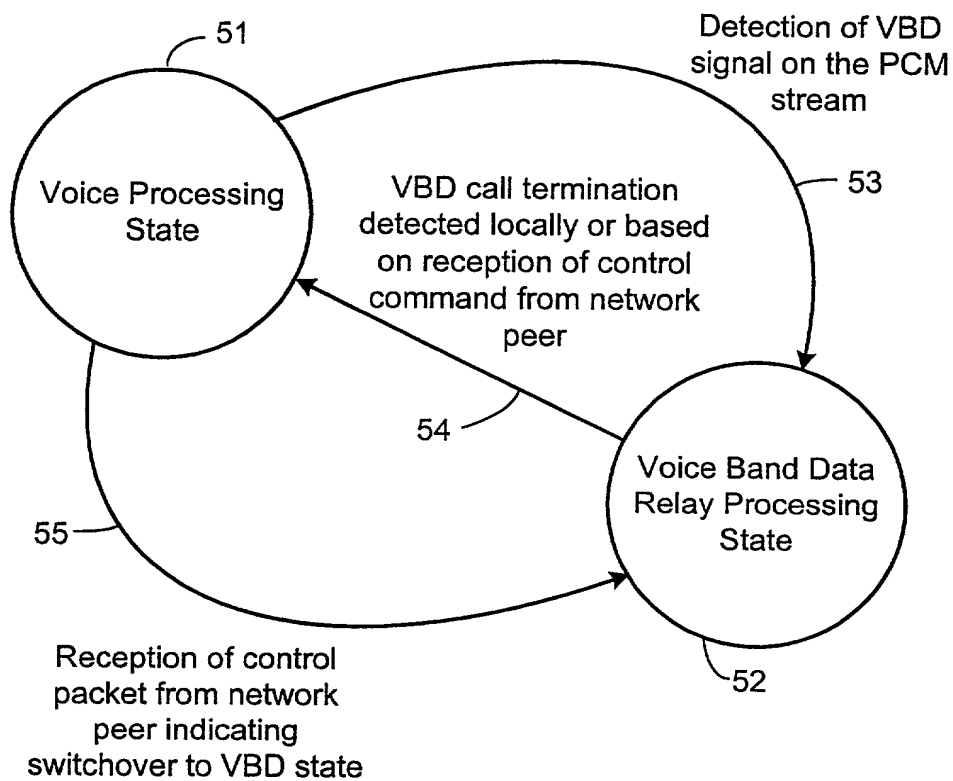 51
Detection of VBD
signal on the PCM
stream
53
Voice Processing
State
VBD call termination
detected locally or based
on reception of control
command from network
peer
54
Voice Band Data
Relay Processing
State
55
52
Reception of control
packet from network
peer indicating
switchover to VBD state